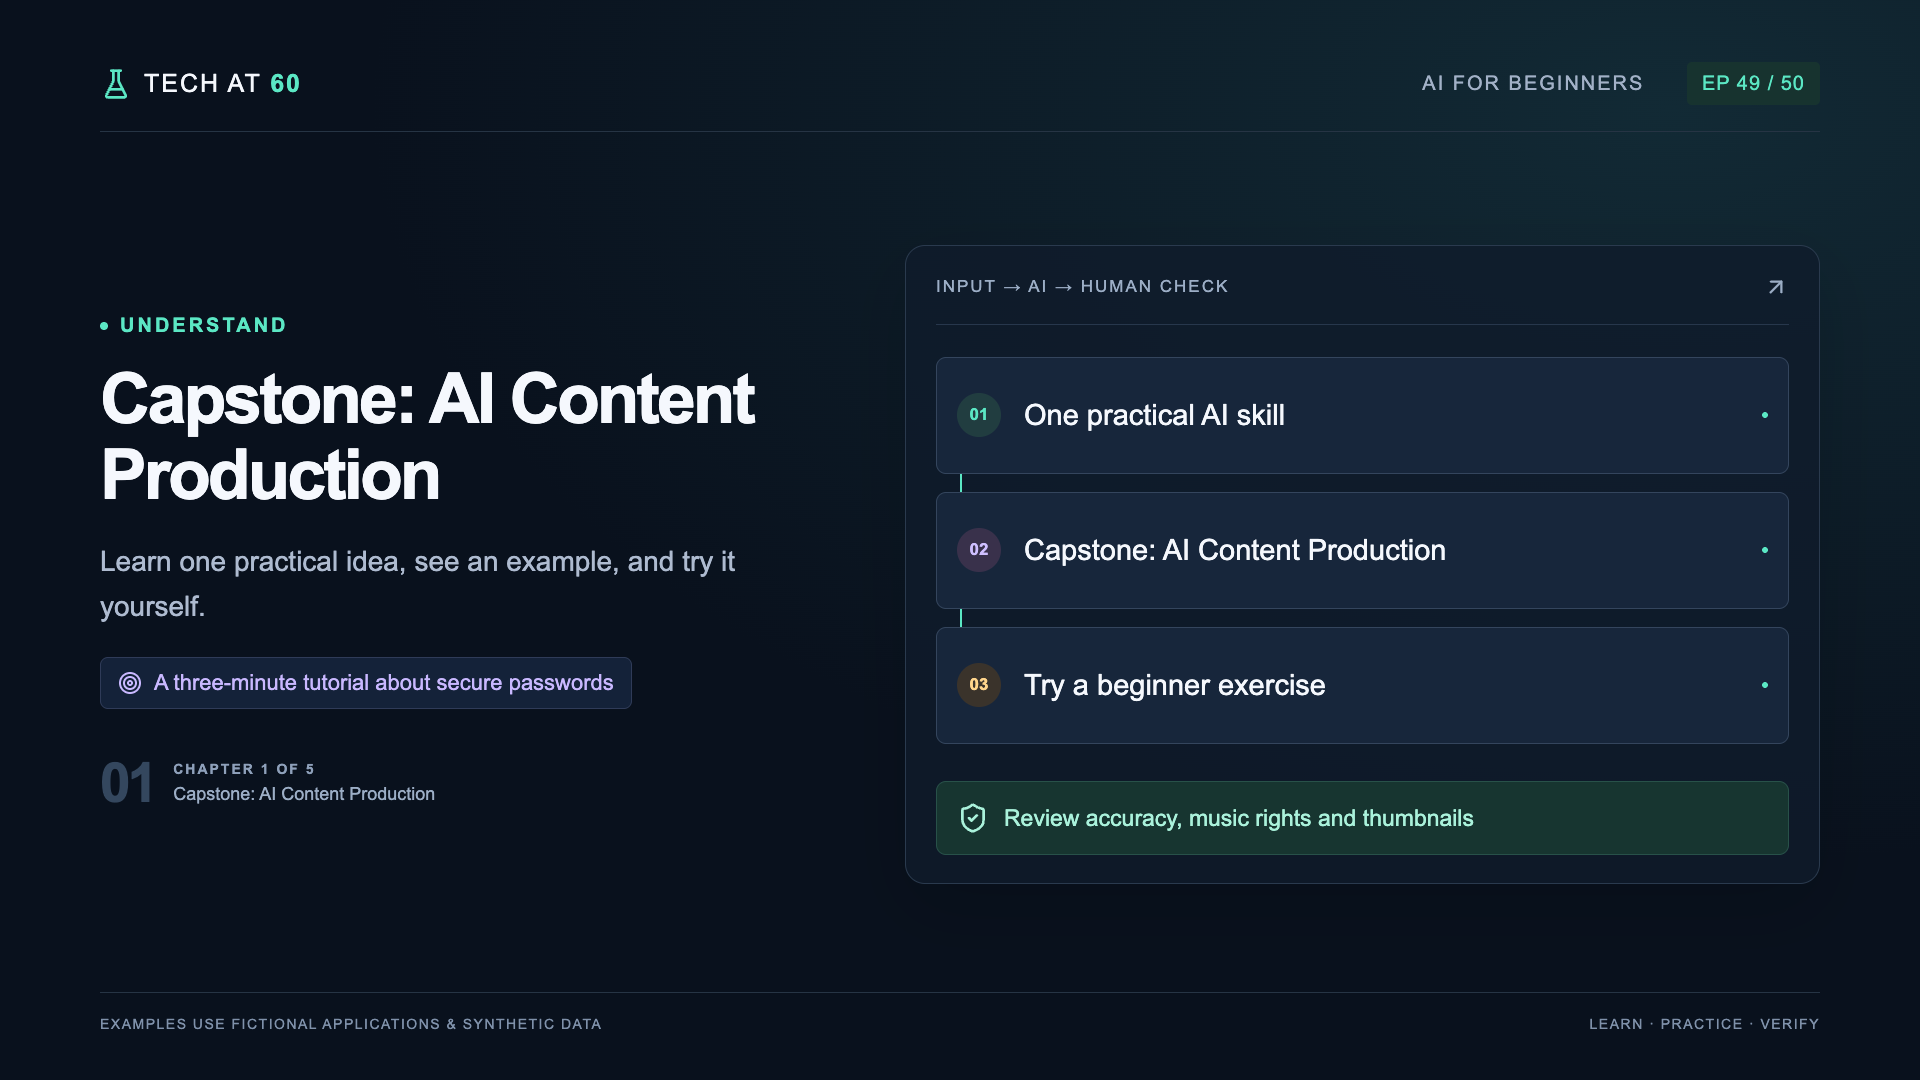 TECH AT 60
AI FOR BEGINNERS
EP 49 / 50
UNDERSTAND
Capstone: AI Content
Production
Learn one practical idea, see an example, and try it
yourself.
A three-minute tutorial about secure passwords
01
CHAPTER 1 OF 5
Capstone: AI Content Production
INPUT → AI → HUMAN CHECK
01
One practical AI skill
02
Capstone: AI Content Production
03
Try a beginner exercise
Review accuracy, music rights and thumbnails
EXAMPLES USE FICTIONAL APPLICATIONS & SYNTHETIC DATA
LEARN · PRACTICE · VERIFY